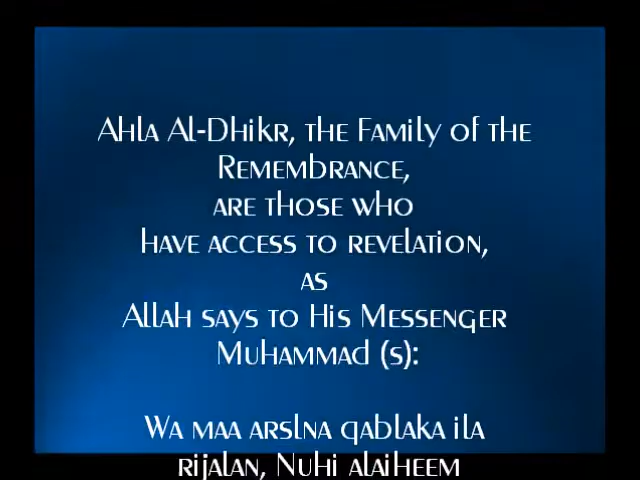 Ahla Al-Dhikr, the Family of the
Remembrance,
are those who
have access to revelation,
as
Allah says to His Messenger
Muhammad (s):
Wa maa arslna qablaka ila
rijalan, Nuhi alaiheem